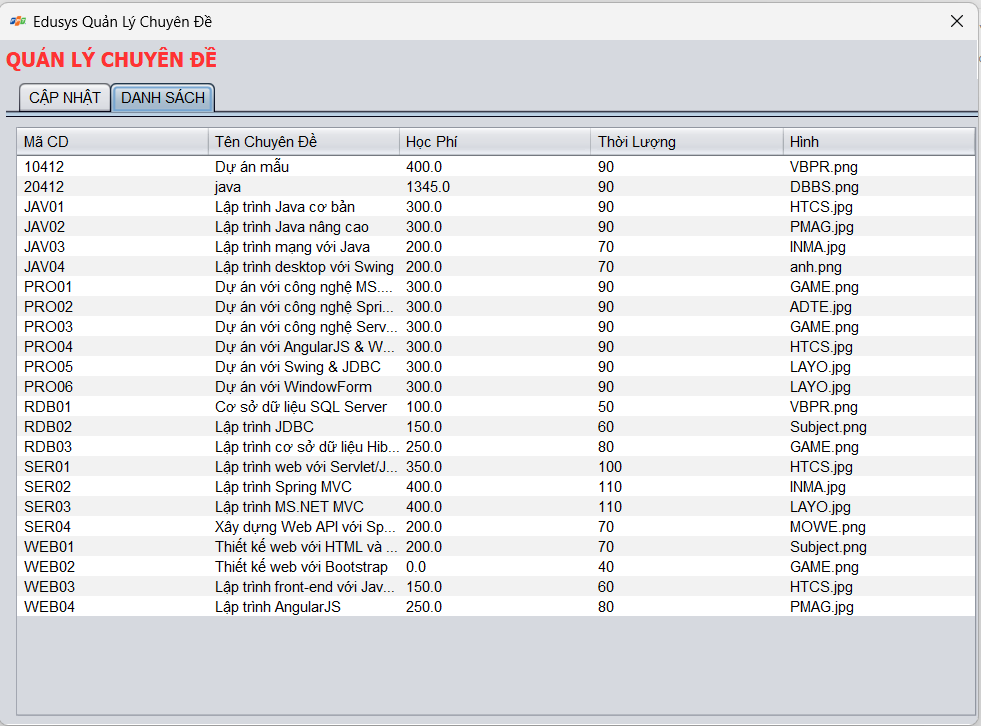 Edusys Quản Lý Chuyên Đề
QUÁN LÝ CHUYÊN ĐỀ
CẬP NHẬT DANH SÁCH
Mã CD Tên Chuyên Đề Học Phí Thời Lượng Hình
10412 Dự án mẫu 400.0 90 VBPR.png
20412 java 1345.0 90 DBBS.png
JAV01 Lập trình Java cơ bản 300.0 90 HTCS.jpg
JAV02 Lập trình Java nâng cao 300.0 90 PMAG.jpg
JAV03 Lập trình mạng với Java 200.0 70 INMA.jpg
JAV04 Lập trình desktop với Swing 200.0 70 anh.png
PRO01 Dự án với công nghệ MS.... 300.0 90 GAME.png
PRO02 Dự án với công nghệ Spri... 300.0 90 ADTE.jpg
PRO03 Dự án với công nghệ Serv... 300.0 90 GAME.png
PRO04 Dự án với AngularJS & W... 300.0 90 HTCS.jpg
PRO05 Dự án với Swing & JDBC 300.0 90 LAYO.jpg
PRO06 Dự án với WindowForm 300.0 90 LAYO.jpg
RDB01 Cơ sở dữ liệu SQL Server 100.0 50 VBPR.png
RDB02 Lập trình JDBC 150.0 60 Subject.png
RDB03 Lập trình cơ sở dữ liệu Hib... 250.0 80 GAME.png
SER01 Lập trình web với Servlet/J... 350.0 100 HTCS.jpg
SER02 Lập trình Spring MVC 400.0 110 INMA.jpg
SER03 Lập trình MS.NET MVC 400.0 110 LAYO.jpg
SER04 Xây dựng Web API với Sp... 200.0 70 MOWE.png
WEB01 Thiết kế web với HTML và ... 200.0 70 Subject.png
WEB02 Thiết kế web với Bootstrap 0.0 40 GAME.png
WEB03 Lập trình front-end với Jav... 150.0 60 HTCS.jpg
WEB04 Lập trình AngularJS 250.0 80 PMAG.jpg